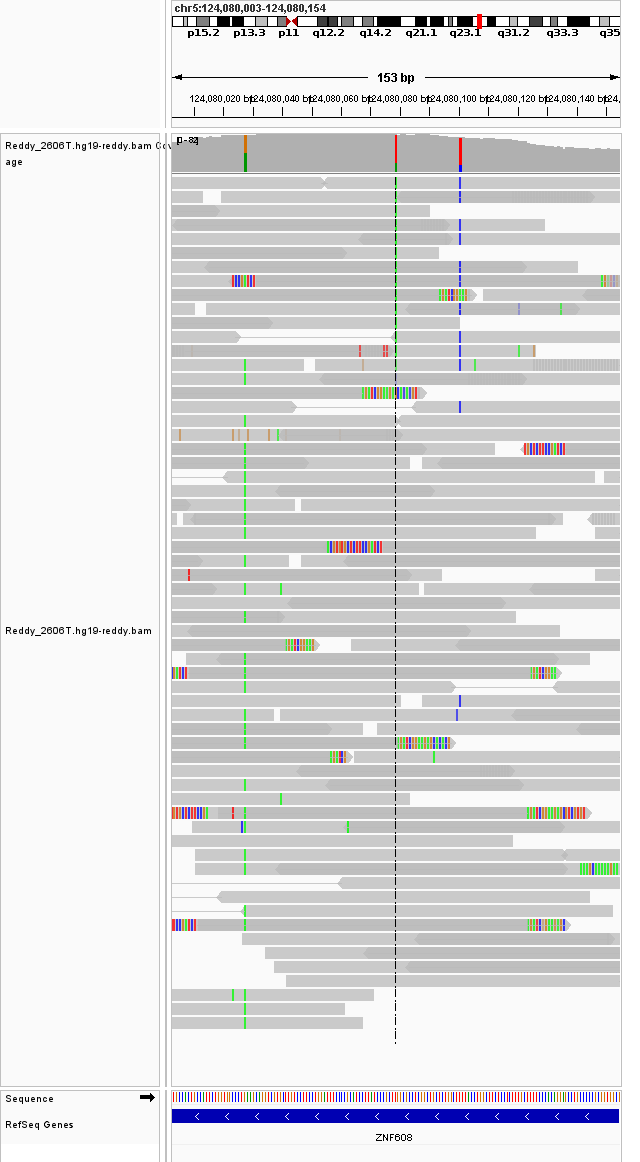 chr5:124,080,003-124,080,154
p15.2 p13.3 p11 q12.2 q14.2 q21.1 q23.1 q31.2 q33.3 q35
153 bp
124,080,020 bp 124,080,040 bp 124,080,060 bp 124,080,080 bp 124,080,100 bp 124,080,120 bp 124,080,140 bp 124,
Reddy_2606T.hg19-reddy.bam Cov
age
[0-82]
Reddy_2606T.hg19-reddy.bam
Sequence
RefSeq Genes
ZNF608